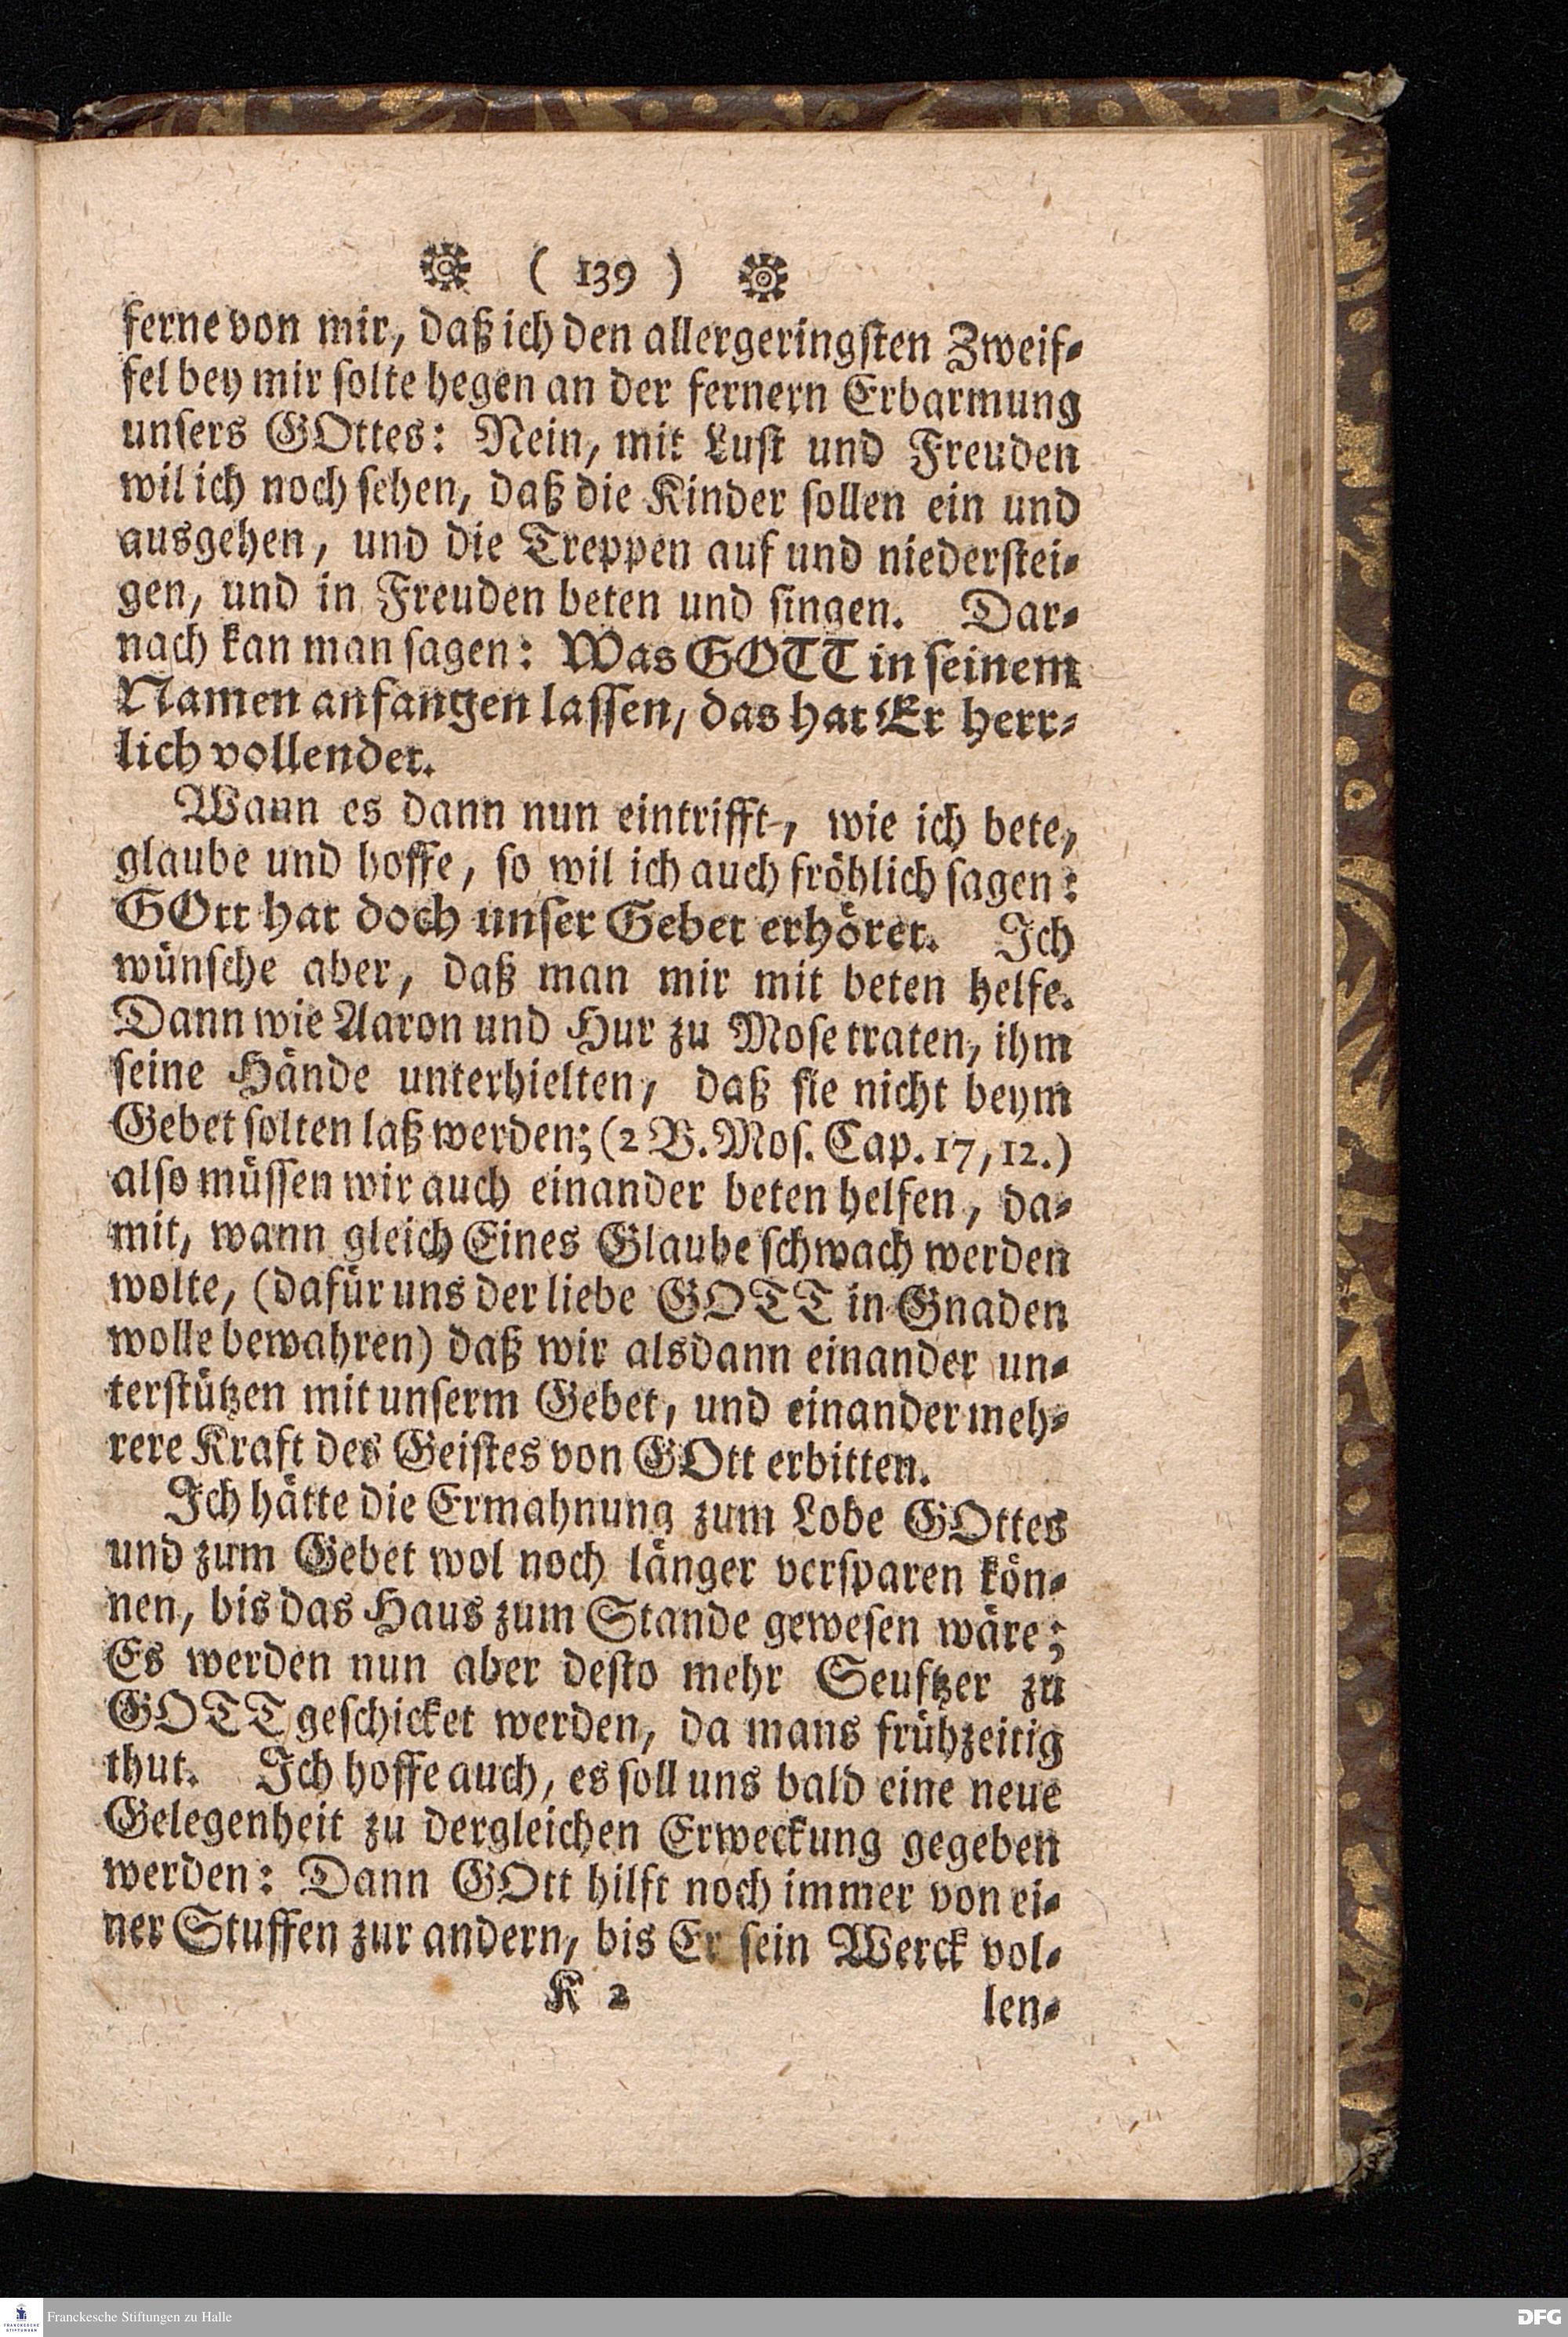 ( 139 )
ferne von mir, daß ich den allergeringsten Zweif-
fel bey mir solte hegen an der fernern Erbarmung
unsers GOttes: Nein, mit Lust und Freuden
wil ich noch sehen, daß die Kinder sollen ein und
ausgehen, und die Treppen auf und niederstei-
gen, und in Freuden beten und singen. Dar-
nach kan man sagen: Was GOTT in seinem
Namen anfangen lassen, das hat Er herr-
lich vollendet.
Wann es dann nun eintrifft, wie ich bete,
glaube und hoffe, so wil ich auch fröhlich sagen:
GOtt hat doch unser Gebet erhöret. Ich
wünsche aber, daß man mir mit beten helfe.
Dann wie Aaron und Hur zu Mose traten, ihm
seine Hände unterhielten, daß sie nicht beym
Gebet solten laß werden; (2 B. Mos. Cap. 17, 12.)
also müssen wir auch einander beten helfen, da-
mit, wann gleich Eines Glaube schwach werden
wolte, (dafür uns der liebe GOTT in Gnaden
wolle bewahren) daß wir alsdann einander un-
terstützen mit unserm Gebet, und einander meh-
rere Kraft des Geistes von GOtt erbitten.
Ich hätte die Ermahnung zum Lobe GOttes
und zum Gebet wol noch länger versparen kön-
nen, bis das Haus zum Stande gewesen wäre;
Es werden nun aber desto mehr Seuftzer zu
GOTT geschicket werden, da mans frühzeitig
thut. Ich hoffe auch, es soll uns bald eine neue
Gelegenheit zu dergleichen Erweckung gegeben
werden: Dann GOtt hilft noch immer von ei-
ner Stuffen zur andern, bis Er sein Werck vol-
K 2 len-
Franckesche Stiftungen zu Halle
DFG